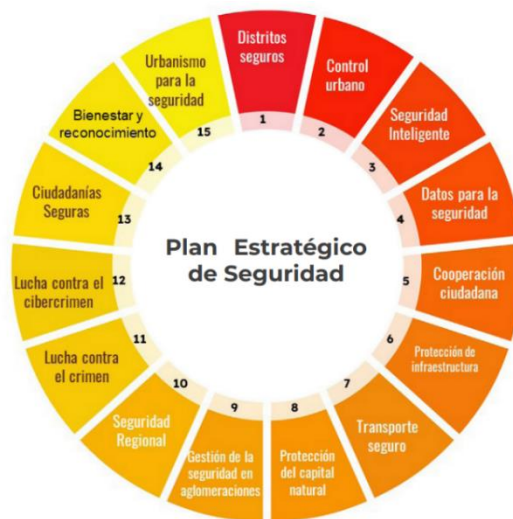 Plan Estratégico
de Seguridad
Distritos
seguros
1
Control
urbano
2
Seguridad
Inteligente
3
Datos para la
seguridad
4
Cooperación
ciudadana
5
Protección de
infraestructura
6
Transporte
seguro
7
Protección
del capital
natural
8
Gestión de la
seguridad en
aglomeraciones
9
Seguridad
Regional
10
Lucha contra
el crimen
11
Lucha contra el
cibercrimen
12
Ciudadanías
Seguras
13
Bienestar y
reconocimiento
14
Urbanismo
para la
seguridad
15